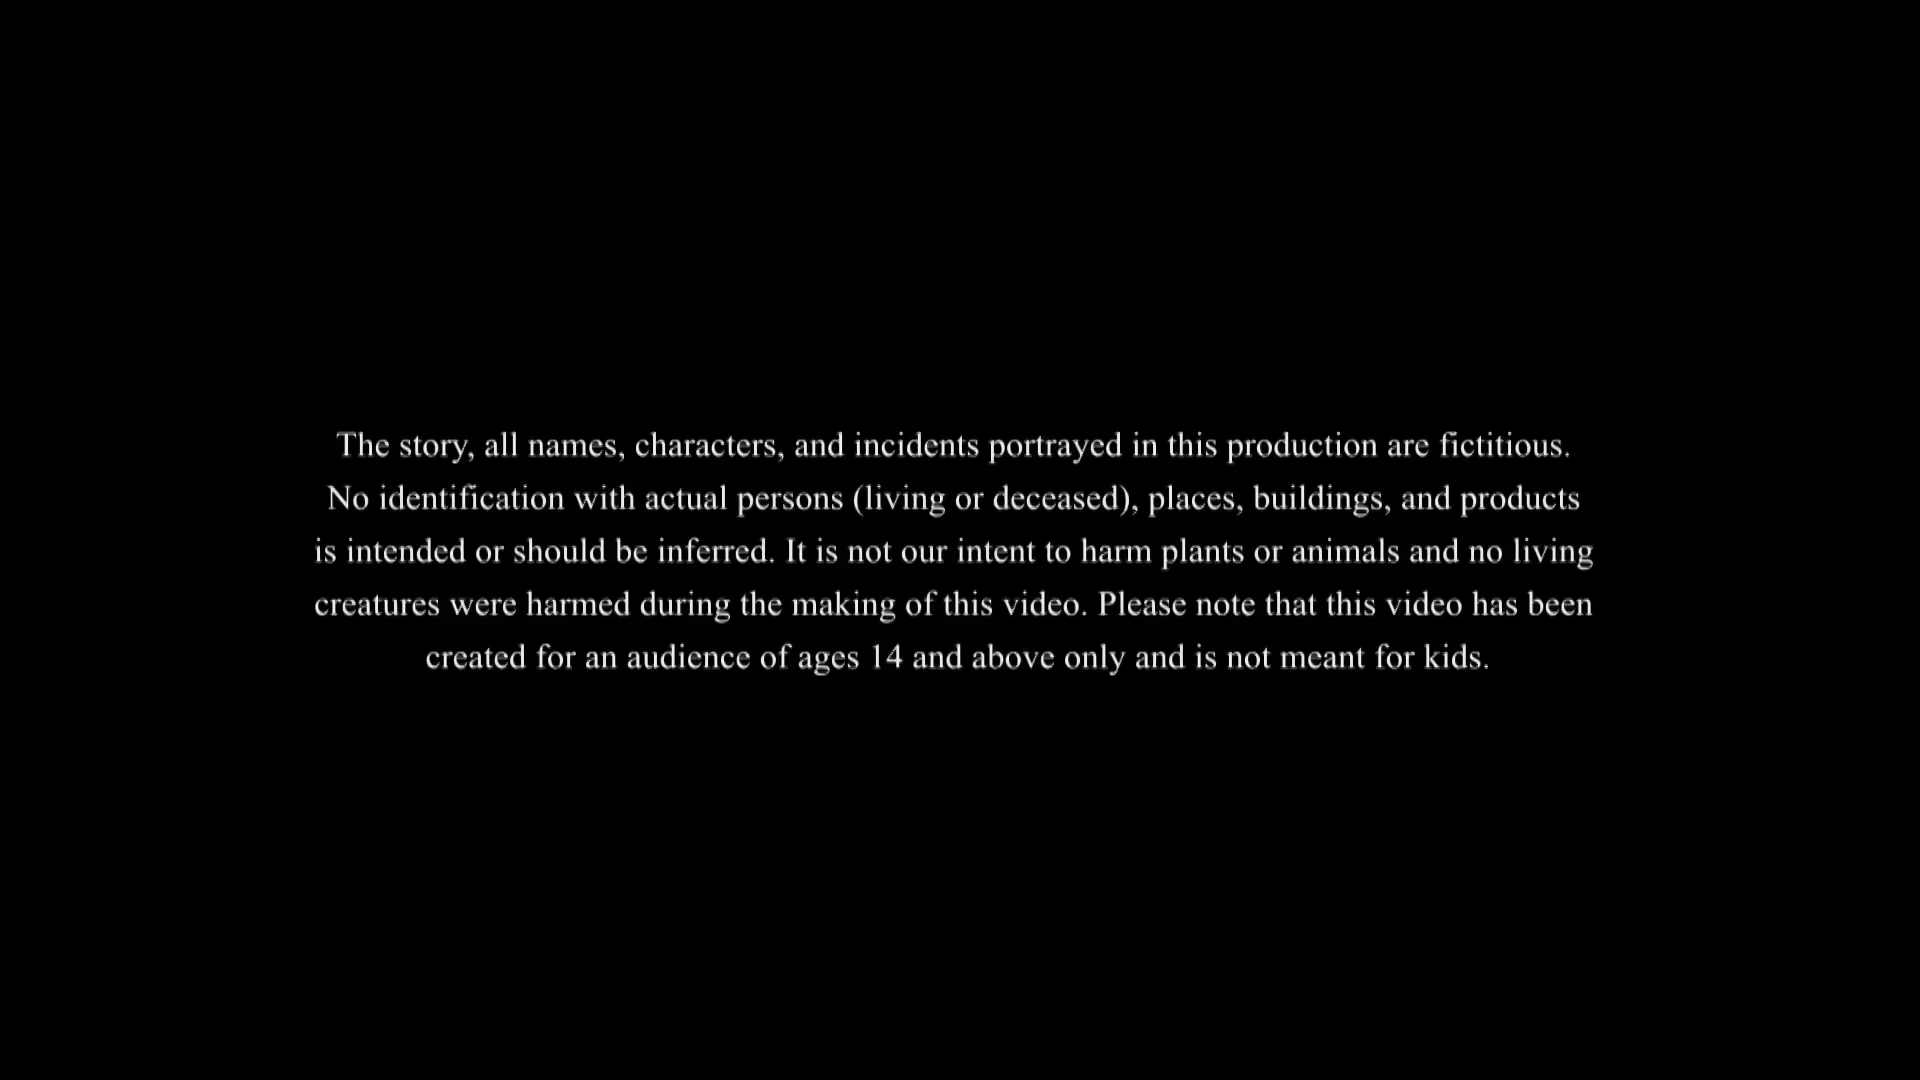 The story, all names, characters, and incidents portrayed in this production are fictitious.
No identification with actual persons (living or deceased), places, buildings, and products
is intended or should be inferred. It is not our intent to harm plants or animals and no living
creatures were harmed during the making of this video. Please note that this video has been
created for an audience of ages 14 and above only and is not meant for kids.